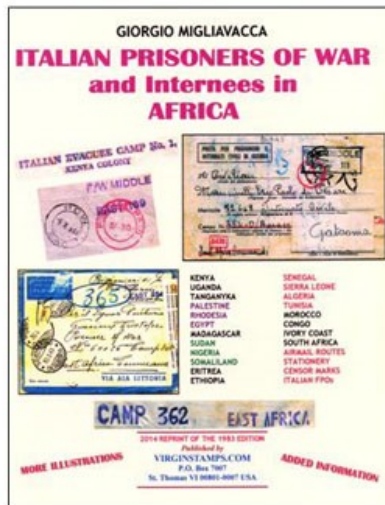 GIORGIO MIGLIAVACCA
ITALIAN PRISONERS OF WAR
and Internees in
AFRICA
ITALIAN EVACUEE CAMP No. 1.
KENYA COLONY
P/W MIDDLE
MIDDLE
Gatooma
365
VIA ALA LITTORIA
KENYA
UGANDA
TANGANYKA
PALESTINE
RHODESIA
EGYPT
MADAGASCAR
SUDAN
NIGERIA
SOMALILAND
ERITREA
ETHIOPIA
SENEGAL
SIERRA LEONE
ALGERIA
TUNISIA
MOROCCO
CONGO
IVORY COAST
SOUTH AFRICA
AIRMAIL ROUTES
STATIONERY
CENSOR MARKS
ITALIAN FPOs
CAMP 362 EAST AFRICA
2014 REPRINT OF THE 1983 EDITION
Published by
VIRGINSTAMPS.COM
P.O. Box 7007
St. Thomas VI 00801-0007 USA
MORE ILLUSTRATIONS
ADDED INFORMATION